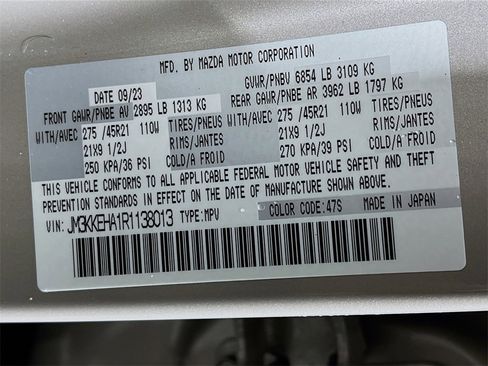 MFD. BY MAZDA MOTOR CORPORATION
DATE 09/23 GVWR/PNBV 6854 LB 3109 KG
FRONT GAWR/PNBE AV 2895 LB 1313 KG REAR GAWR/PNBE AR 3962 LB 1797 KG
WITH/AVEC 275 /45R21 110W TIRES/PNEUS WITH/AVEC 275 /45R21 110W TIRES/PNEUS
21X9 1/2J RIMS/JANTES 21X9 1/2J RIMS/JANTES
250 KPA/36 PSI COLD/A FROID 270 KPA/39 PSI COLD/A FROID
THIS VEHICLE CONFORMS TO ALL APPLICABLE FEDERAL MOTOR VEHICLE SAFETY AND THEFT
PREVENTION STANDARDS IN EFFECT ON THE DATE OF MANUFACTURE SHOWN ABOVE.
VIN: JM3KKEHA1R1138013 TYPE:MPV COLOR CODE: 47S MADE IN JAPAN